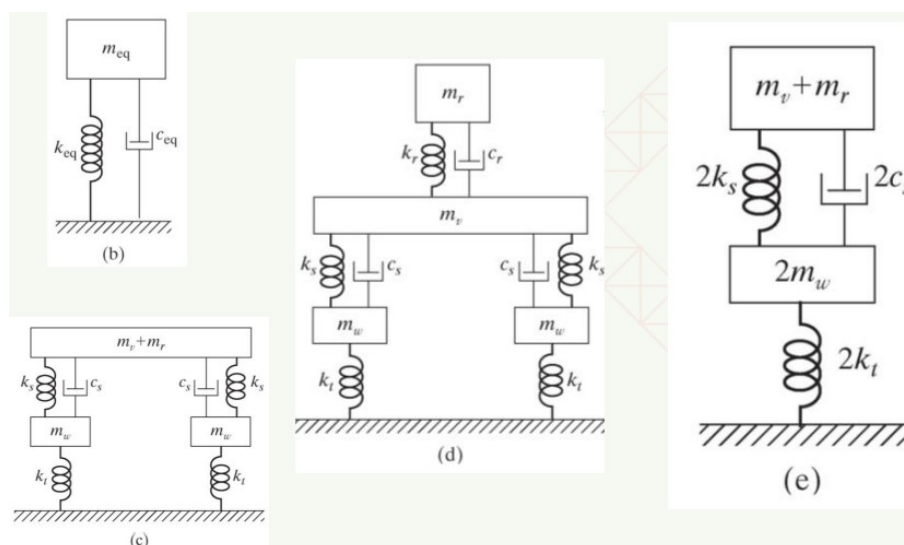 m_eq
k_eq
c_eq
(b)
m_v+m_r
k_s
c_s
c_s
k_s
m_w
m_w
k_t
k_t
(c)
m_r
k_r
c_r
m_v
k_s
c_s
c_s
k_s
m_w
m_w
k_t
k_t
(d)
m_v+m_r
2k_s
2c_s
2m_w
2k_t
(e)